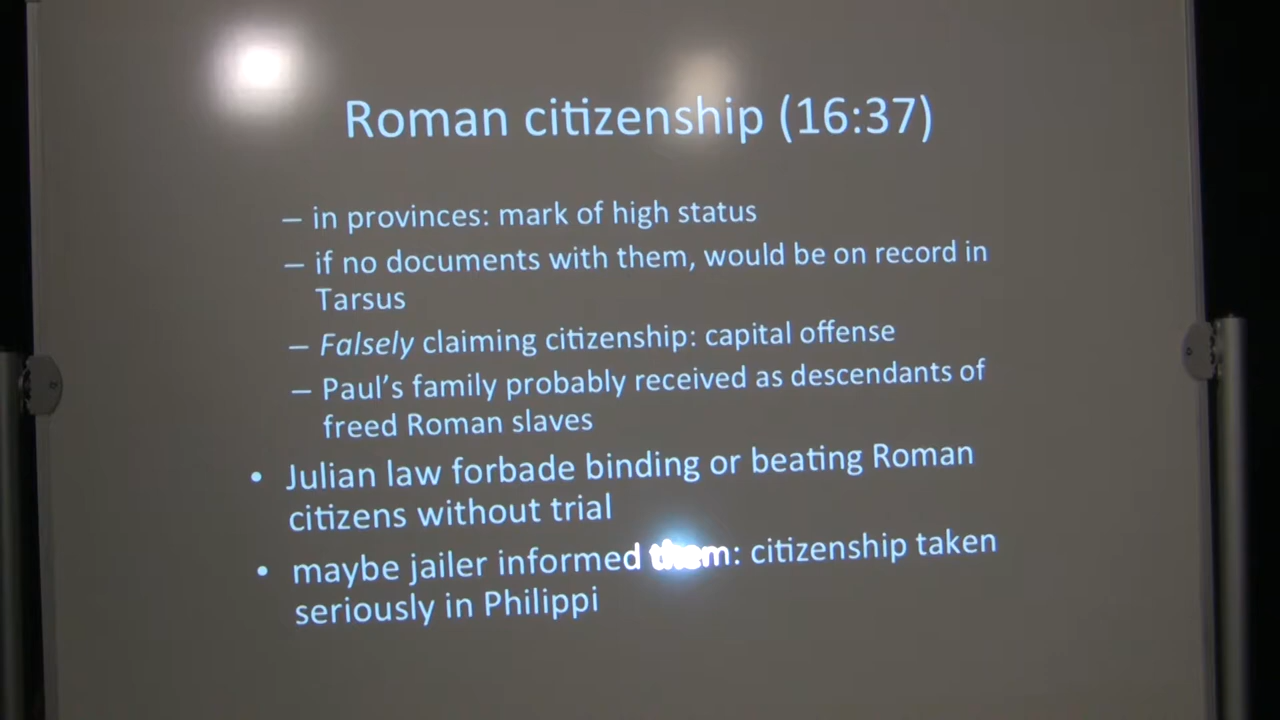 Roman citizenship (16:37)
– in provinces: mark of high status
– if no documents with them, would be on record in
Tarsus
– Falsely claiming citizenship: capital offense
– Paul's family probably received as descendants of
freed Roman slaves
• Julian law forbade binding or beating Roman
citizens without trial
• maybe jailer informed them: citizenship taken
seriously in Philippi